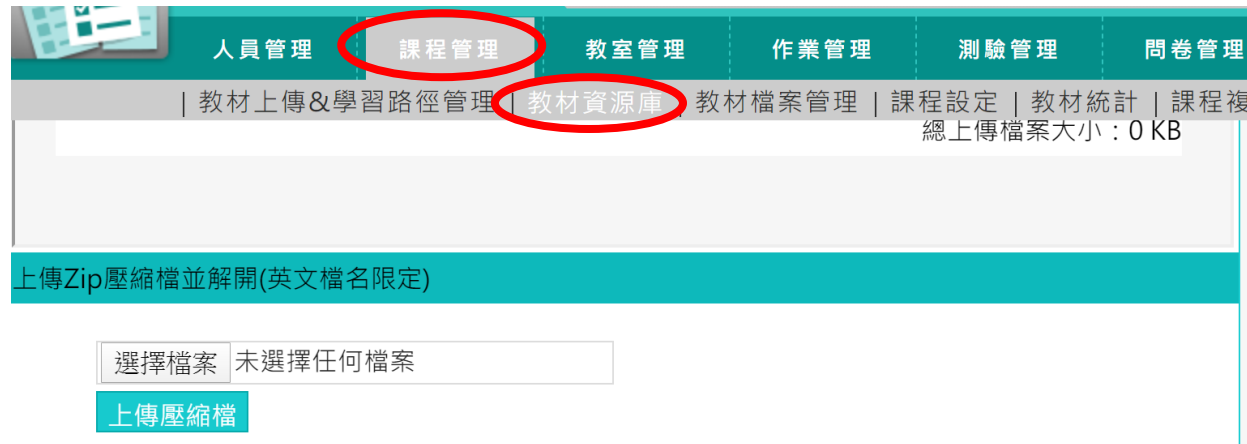 人員管理 課程管理 教室管理 作業管理 測驗管理 問卷管理
| 教材上傳&學習路徑管理 | 教材資源庫 | 教材檔案管理 | 課程設定 | 教材統計 | 課程複
總上傳檔案大小：0 KB
上傳Zip壓縮檔並解開(英文檔名限定)
選擇檔案 未選擇任何檔案
上傳壓縮檔